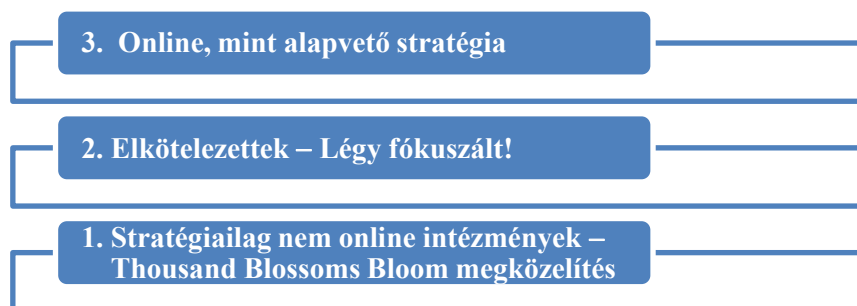 3. Online, mint alapvető stratégia
2. Elkötelezettek – Légy fókuszált!
1. Stratégiailag nem online intézmények –
Thousand Blossoms Bloom megközelítés